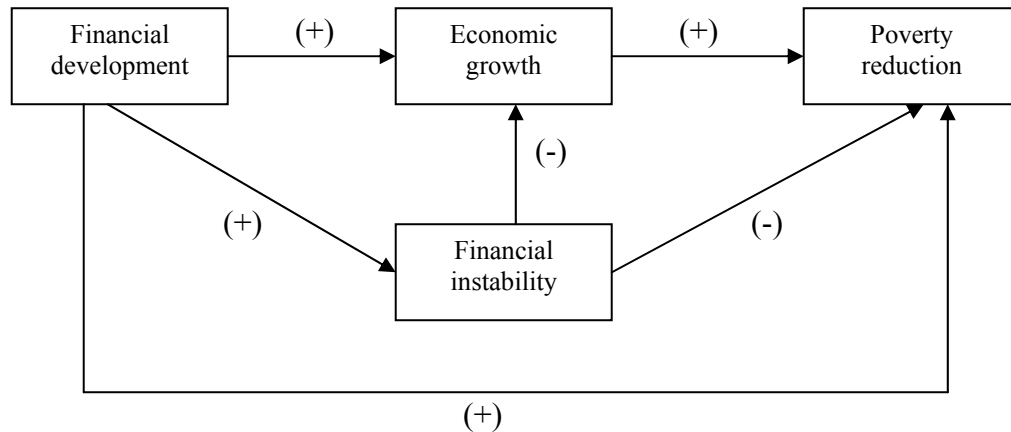 (+)
(+)
Financial
development
Economic
growth
Poverty
reduction
(-)
(+)
(-)
Financial
instability
(+)